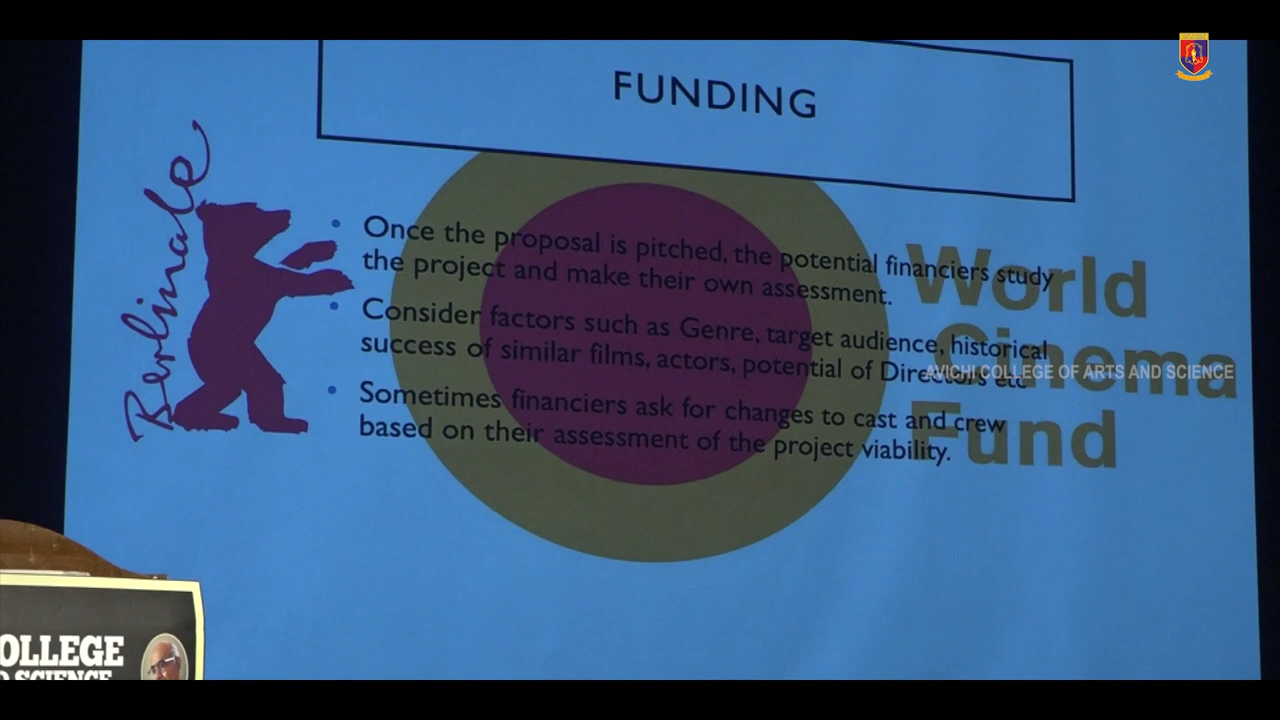 FUNDING
Berlinale
Once the proposal is pitched, the potential financiers study
the project and make their own assessment.
Consider factors such as Genre, target audience, historical
success of similar films, actors, potential of Directors etc
Sometimes financiers ask for changes to cast and crew
based on their assessment of the project viability.
World
Cinema
Fund
AVICHI COLLEGE OF ARTS AND SCIENCE
OLLEGE
D SCIENCE